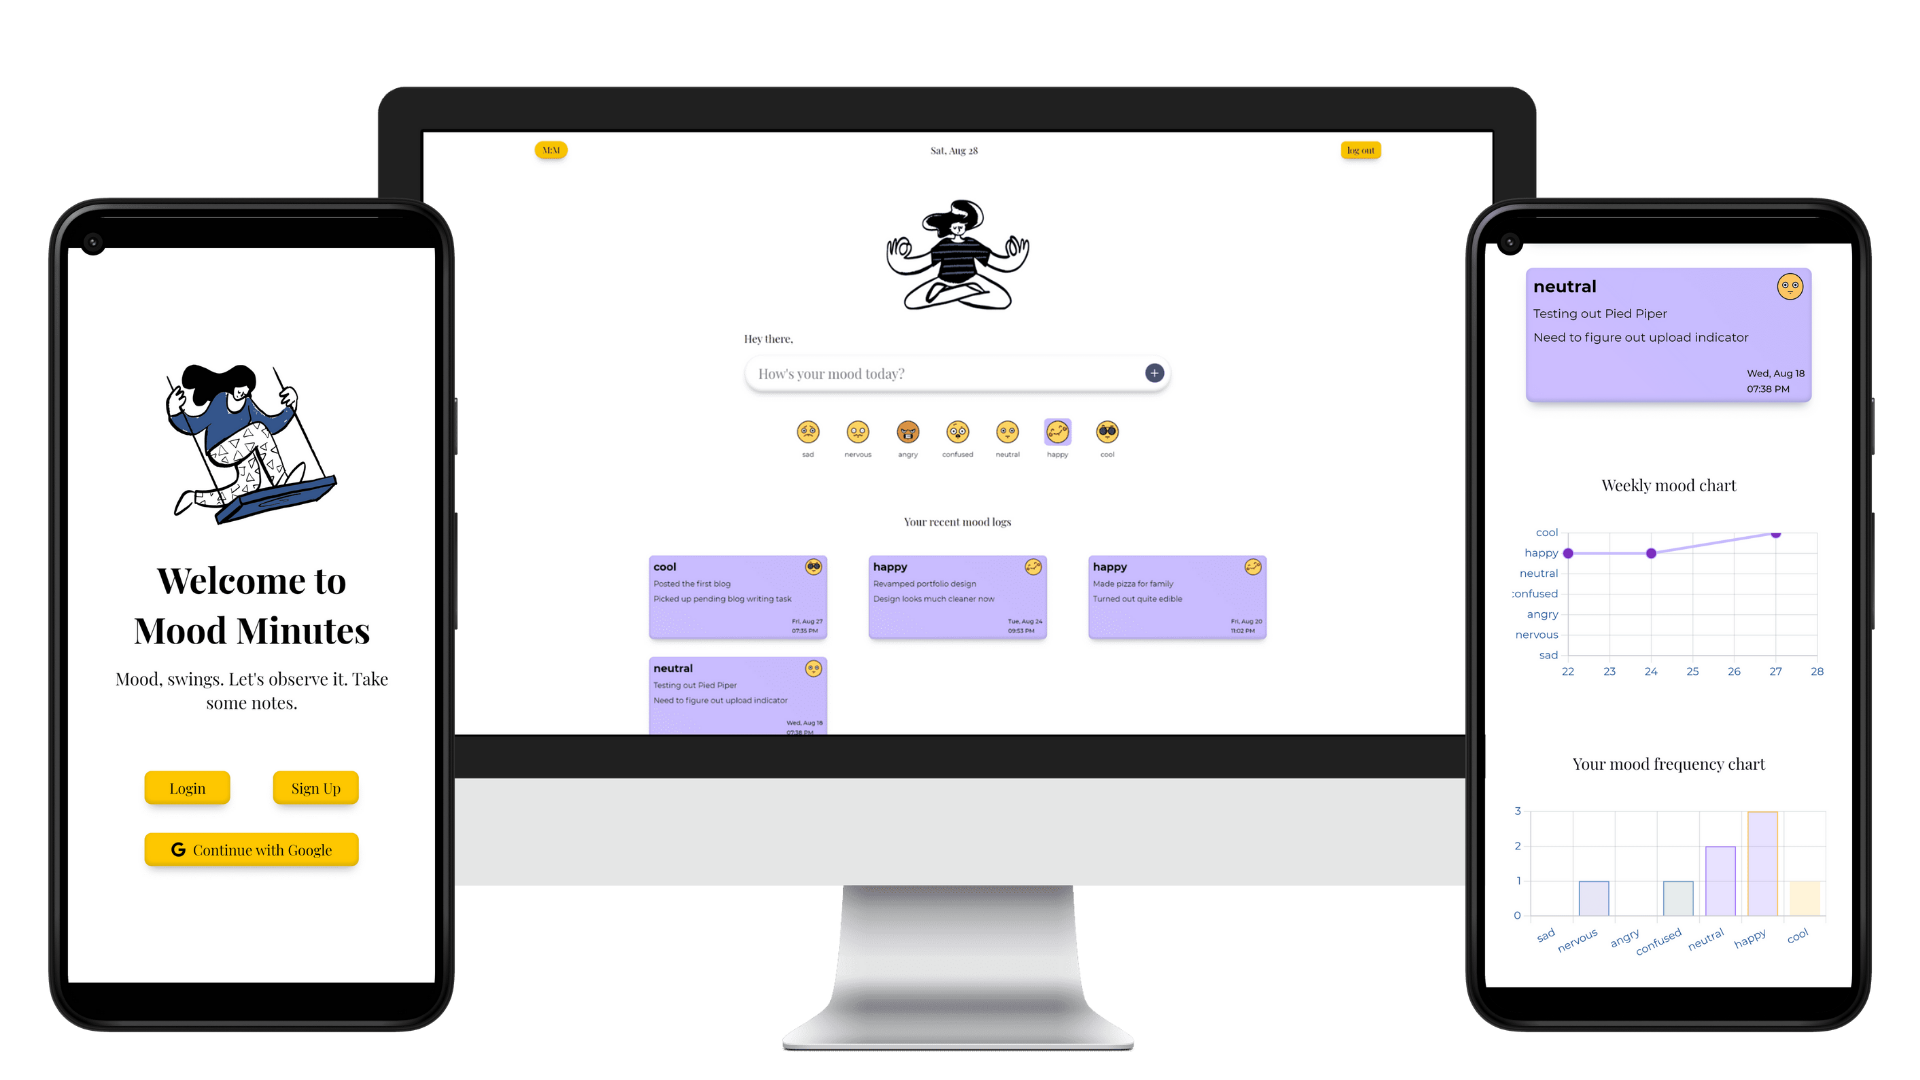 Welcome to
Mood Minutes
Mood, swings. Let's observe it. Take
some notes.
Login
Sign Up
G Continue with Google
M:M
Sat, Aug 28
log out
Hey there,
How's your mood today?
sad
nervous
angry
confused
neutral
happy
cool
Your recent mood logs
cool
Posted the first blog
Picked up pending blog writing task
Fri, Aug 27
07:35 PM
happy
Revamped portfolio design
Design looks much cleaner now
Tue, Aug 24
09:53 PM
happy
Made pizza for family
Turned out quite edible
Fri, Aug 20
11:02 PM
neutral
Testing out Pied Piper
Need to figure out upload indicator
Wed, Aug 18
07:38 PM
neutral
Testing out Pied Piper
Need to figure out upload indicator
Wed, Aug 18
07:38 PM
Weekly mood chart
cool
happy
neutral
confused
angry
nervous
sad
22 23 24 25 26 27 28
Your mood frequency chart
3
2
1
0
sad nervous angry confused neutral happy cool